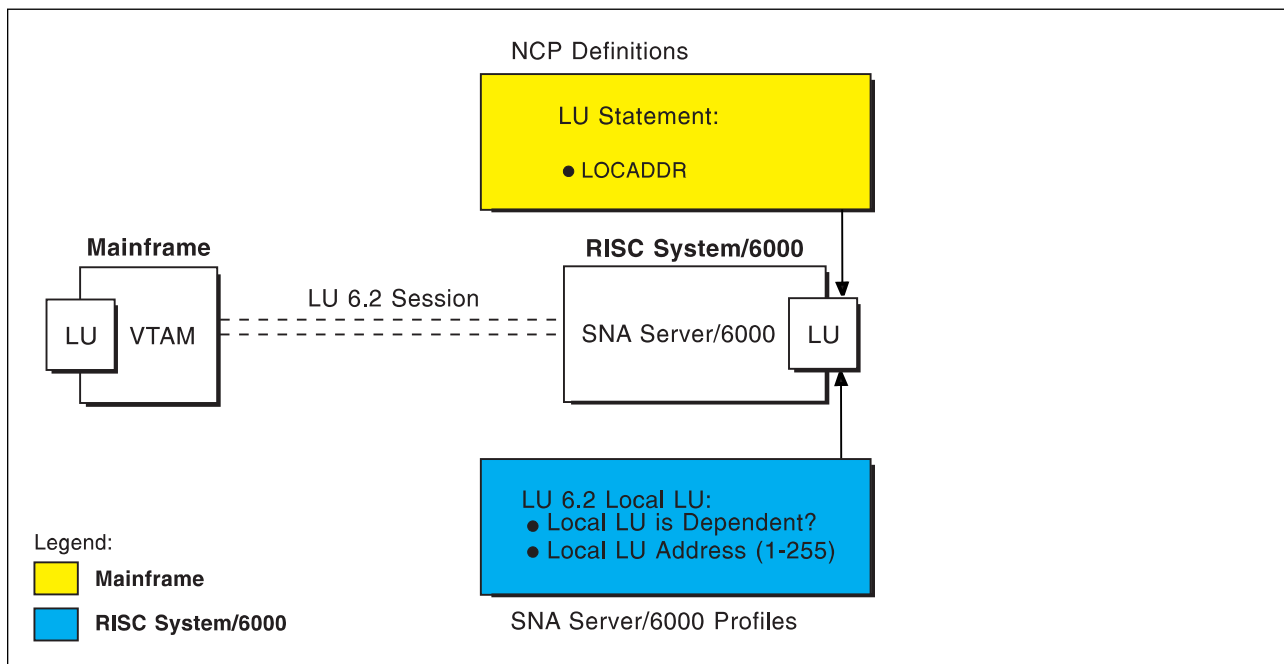 NCP Definitions
LU Statement:
● LOCADDR
Mainframe
RISC System/6000
LU 6.2 Session
LU
VTAM
SNA Server/6000
LU
LU 6.2 Local LU:
● Local LU is Dependent?
● Local LU Address (1-255)
Legend:
Mainframe
RISC System/6000
SNA Server/6000 Profiles